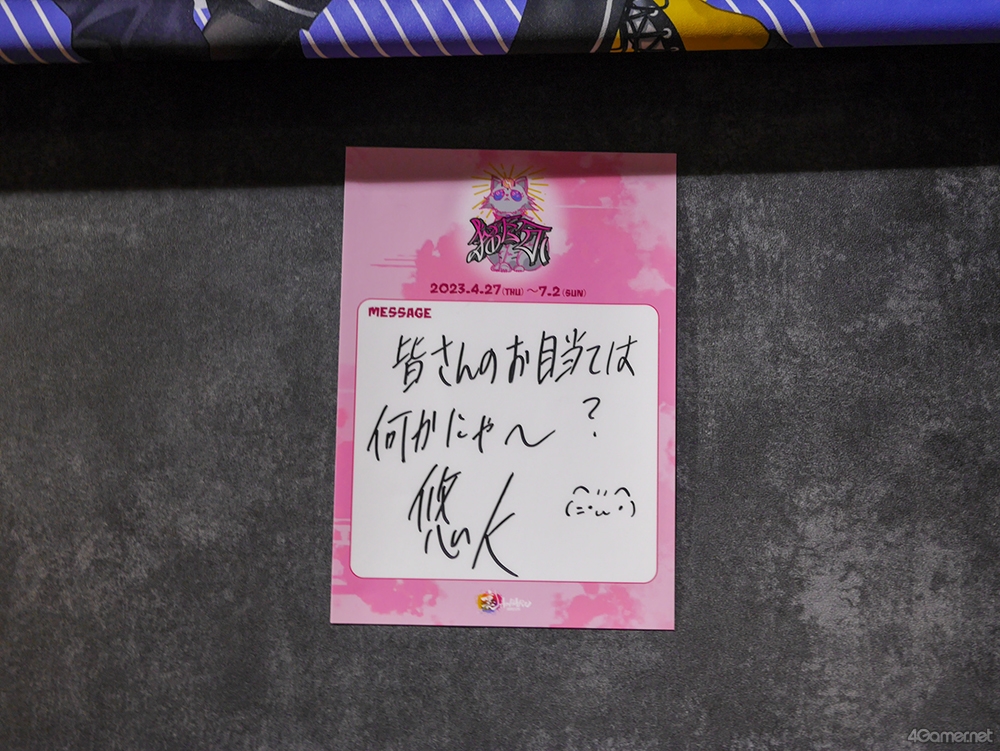 2023.4.27(THU)～7.2(SUN)
MESSAGE
皆さんのお目当ては
何かにゃ～?
悠K
(=･ω･)
4Gamer.net